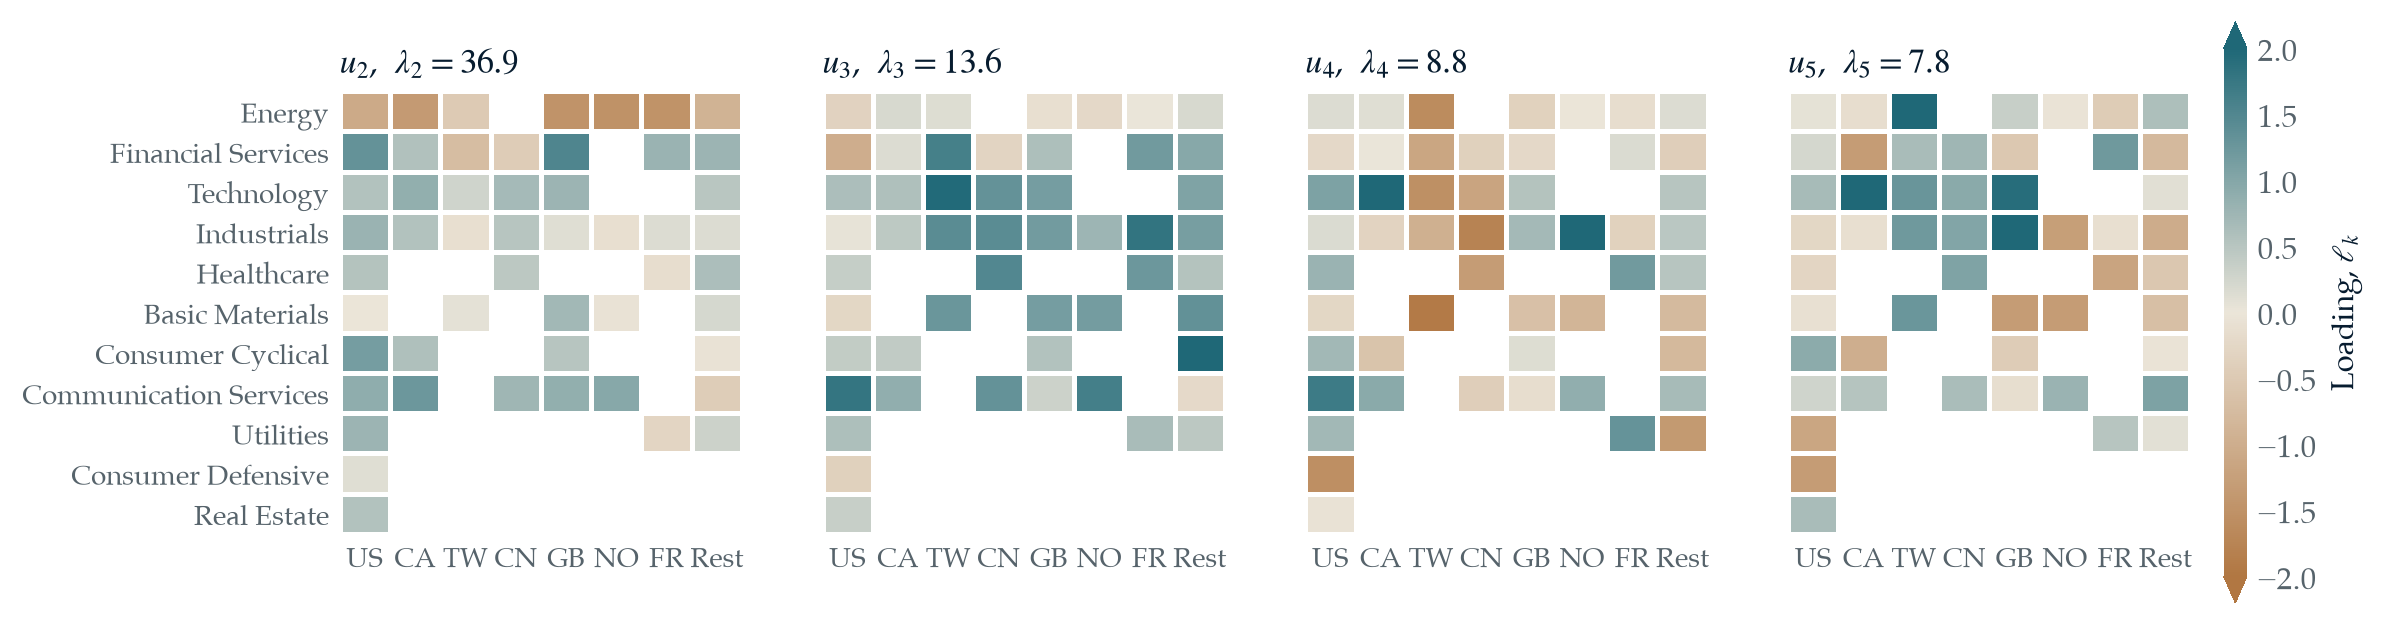 u₂, λ₂ = 36.9
u₃, λ₃ = 13.6
u₄, λ₄ = 8.8
u₅, λ₅ = 7.8
Energy
Financial Services
Technology
Industrials
Healthcare
Basic Materials
Consumer Cyclical
Communication Services
Utilities
Consumer Defensive
Real Estate
US CA TW CN GB NO FR Rest
US CA TW CN GB NO FR Rest
US CA TW CN GB NO FR Rest
US CA TW CN GB NO FR Rest
2.0
1.5
1.0
0.5
0.0
−0.5
−1.0
−1.5
−2.0
Loading, ℓₖ